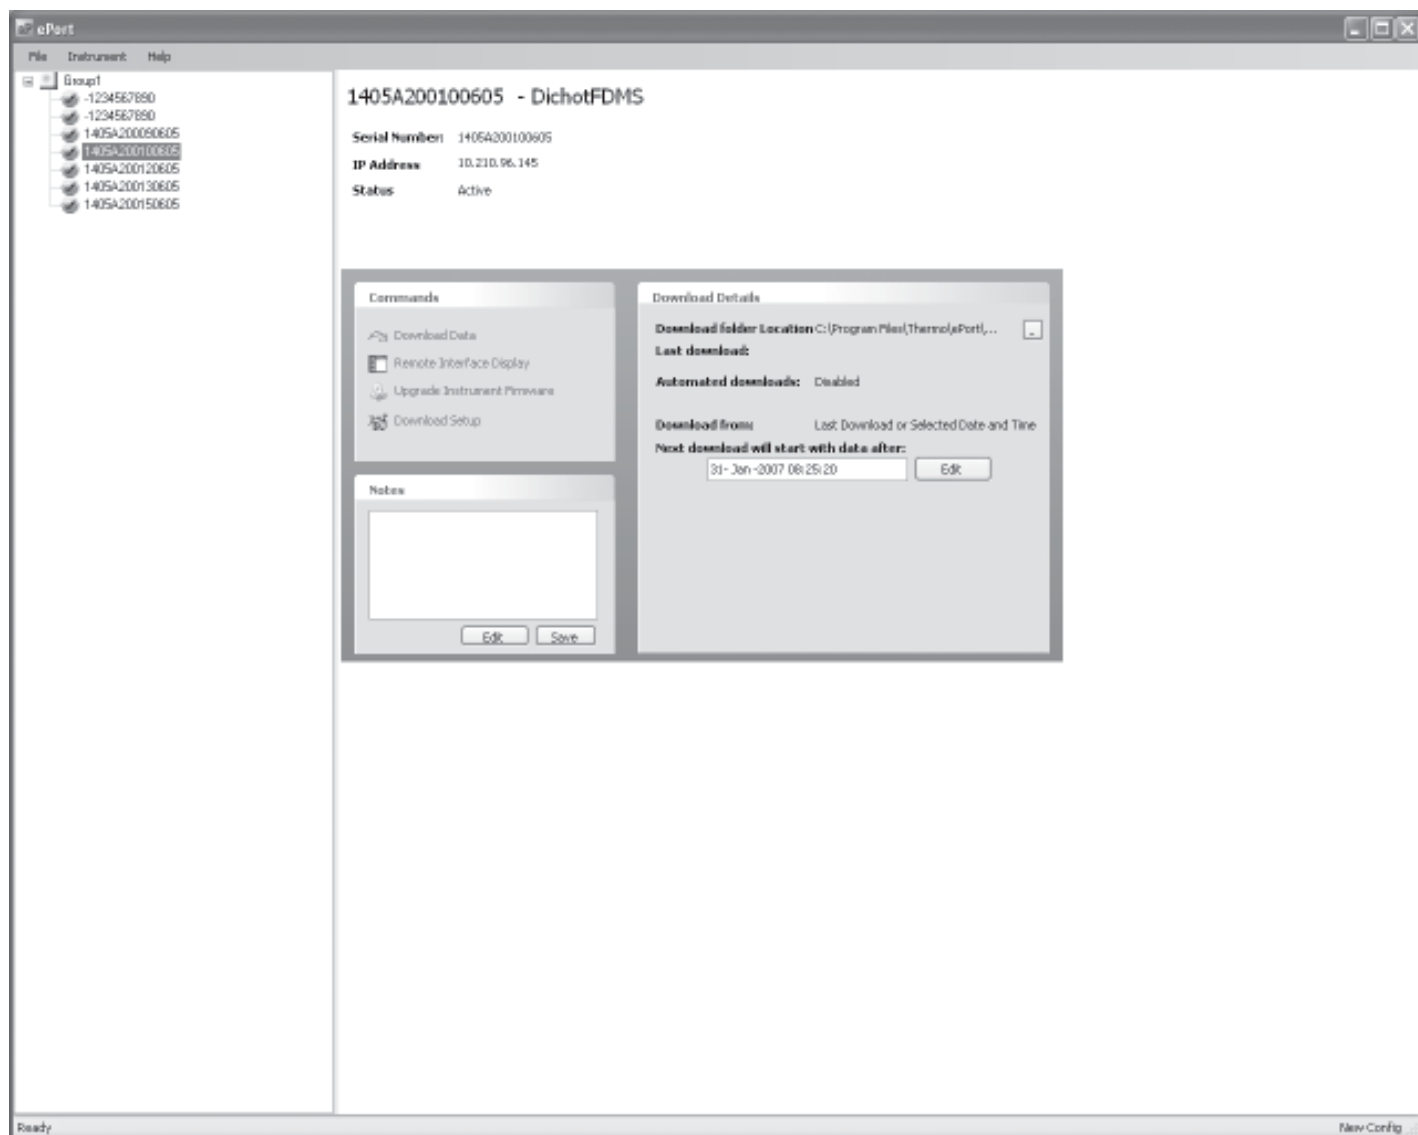 ePort
File Instrument Help
Group1
-1234567890
-1234567890
1405A200090605
1405A200100605
1405A200120605
1405A200130605
1405A200150605
1405A200100605 - DichotFDMS
Serial Number: 1405A200100605
IP Address 10.210.96.145
Status Active
Commands
Download Data
Remote Interface Display
Upgrade Instrument Firmware
Download Setup
Notes
Edit Save
Download Details
Download folder Location C:\Program Files\Thermo\ePort\...
Last download:
Automated downloads: Disabled
Download from: Last Download or Selected Date and Time
Next download will start with data after:
31-Jan-2007 08:25:20 Edit
Ready New Config